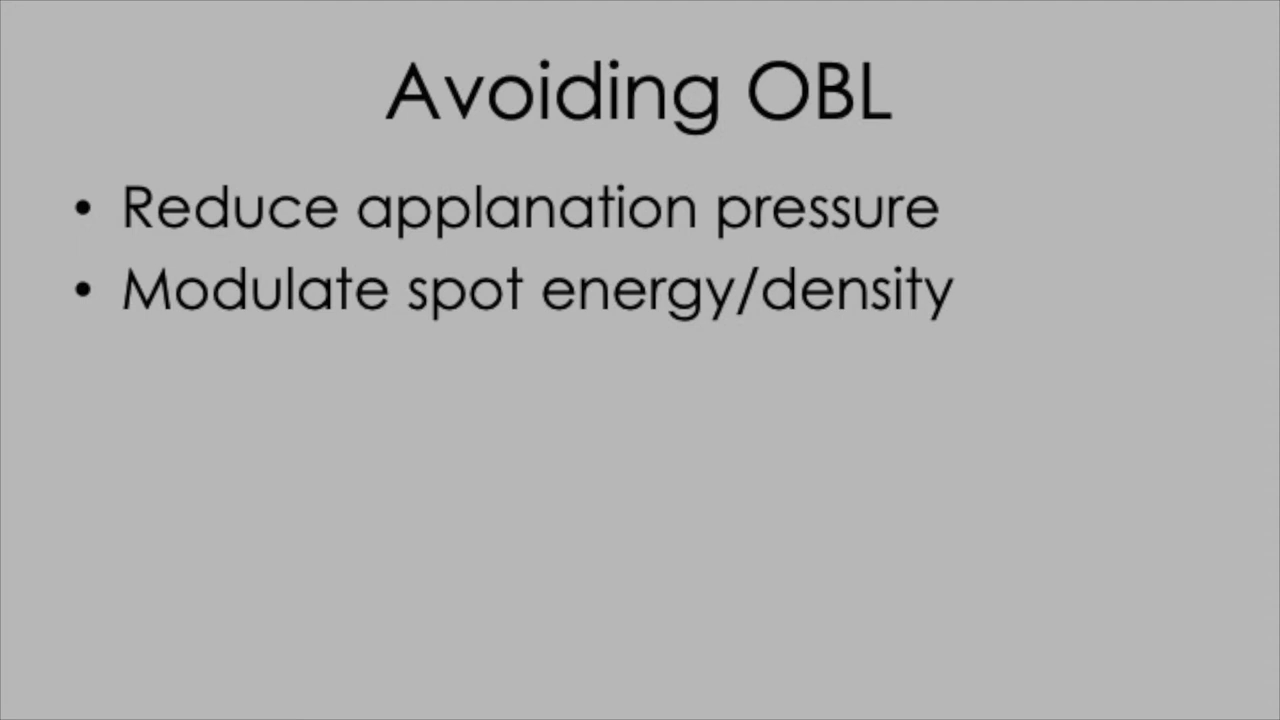 Avoiding OBL
• Reduce applanation pressure
• Modulate spot energy/density